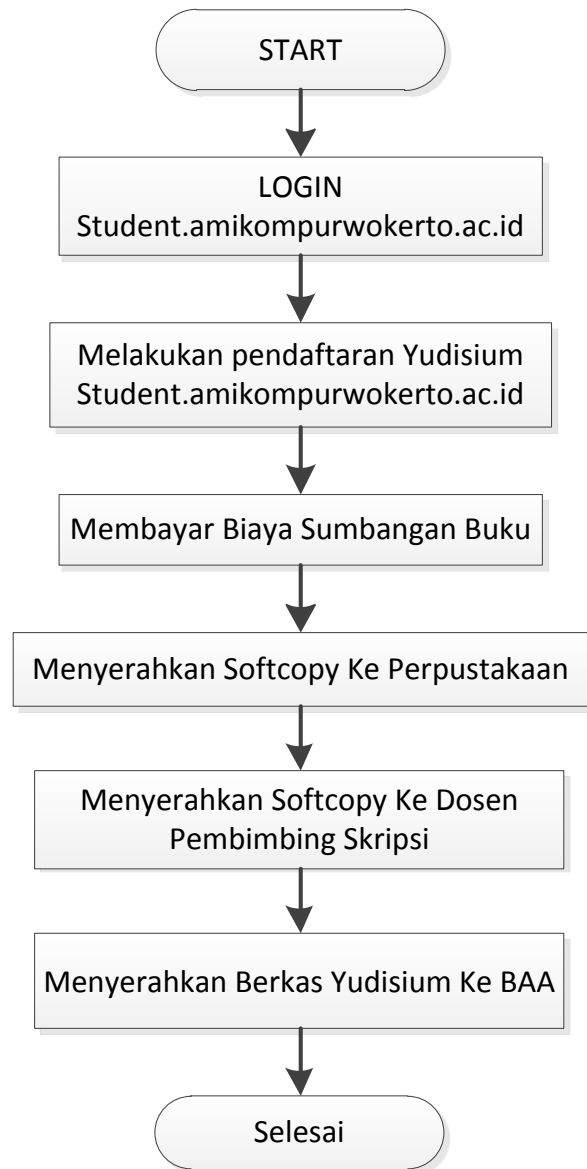 START
LOGIN
Student.amikompurwokerto.ac.id
Melakukan pendaftaran Yudisium
Student.amikompurwokerto.ac.id
Membayar Biaya Sumbangan Buku
Menyerahkan Softcopy Ke Perpustakaan
Menyerahkan Softcopy Ke Dosen
Pembimbing Skripsi
Menyerahkan Berkas Yudisium Ke BAA
Selesai